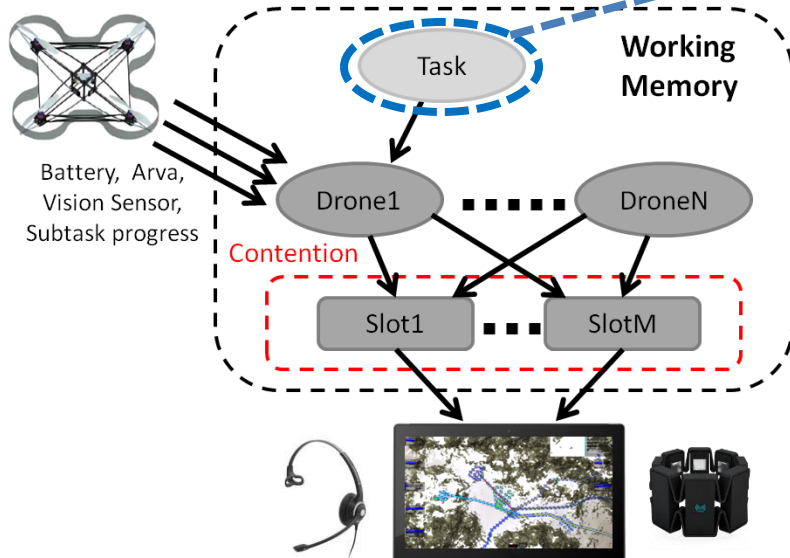 Working
Memory
Task
Battery, Arva,
Vision Sensor,
Subtask progress
Drone1
DroneN
Contention
Slot1
SlotM